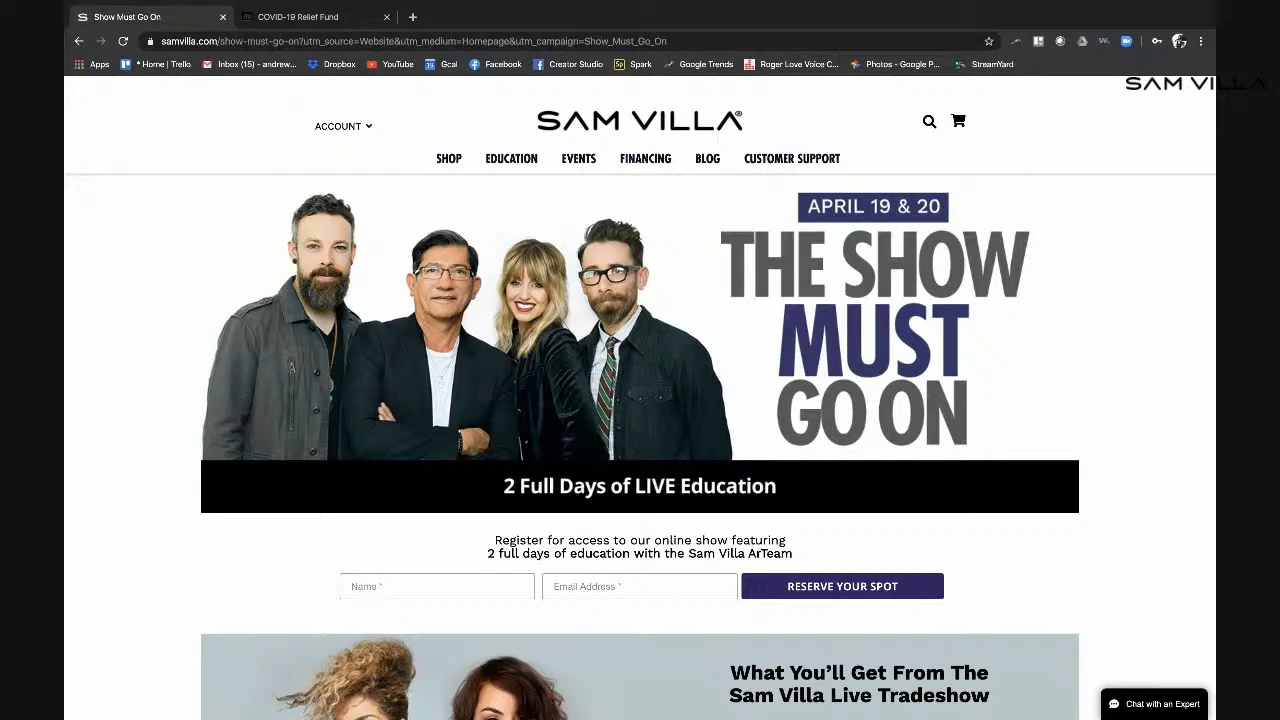 Show Must Go On
COVID-19 Relief Fund
samvilla.com/show-must-go-on?utm_source=Website&utm_medium=Homepage&utm_campaign=Show_Must_Go_On
Apps * Home | Trello Inbox (15) - andrew... Dropbox YouTube Gcal Facebook Creator Studio Spark Google Trends Roger Love Voice C... Photos - Google P... StreamYard
SAM VILLA
ACCOUNT
SAM VILLA®
SHOP EDUCATION EVENTS FINANCING BLOG CUSTOMER SUPPORT
APRIL 19 & 20
THE SHOW
MUST
GO ON
2 Full Days of LIVE Education
Register for access to our online show featuring
2 full days of education with the Sam Villa ArTeam
Name * Email Address * RESERVE YOUR SPOT
What You'll Get From The
Sam Villa Live Tradeshow
Chat with an Expert